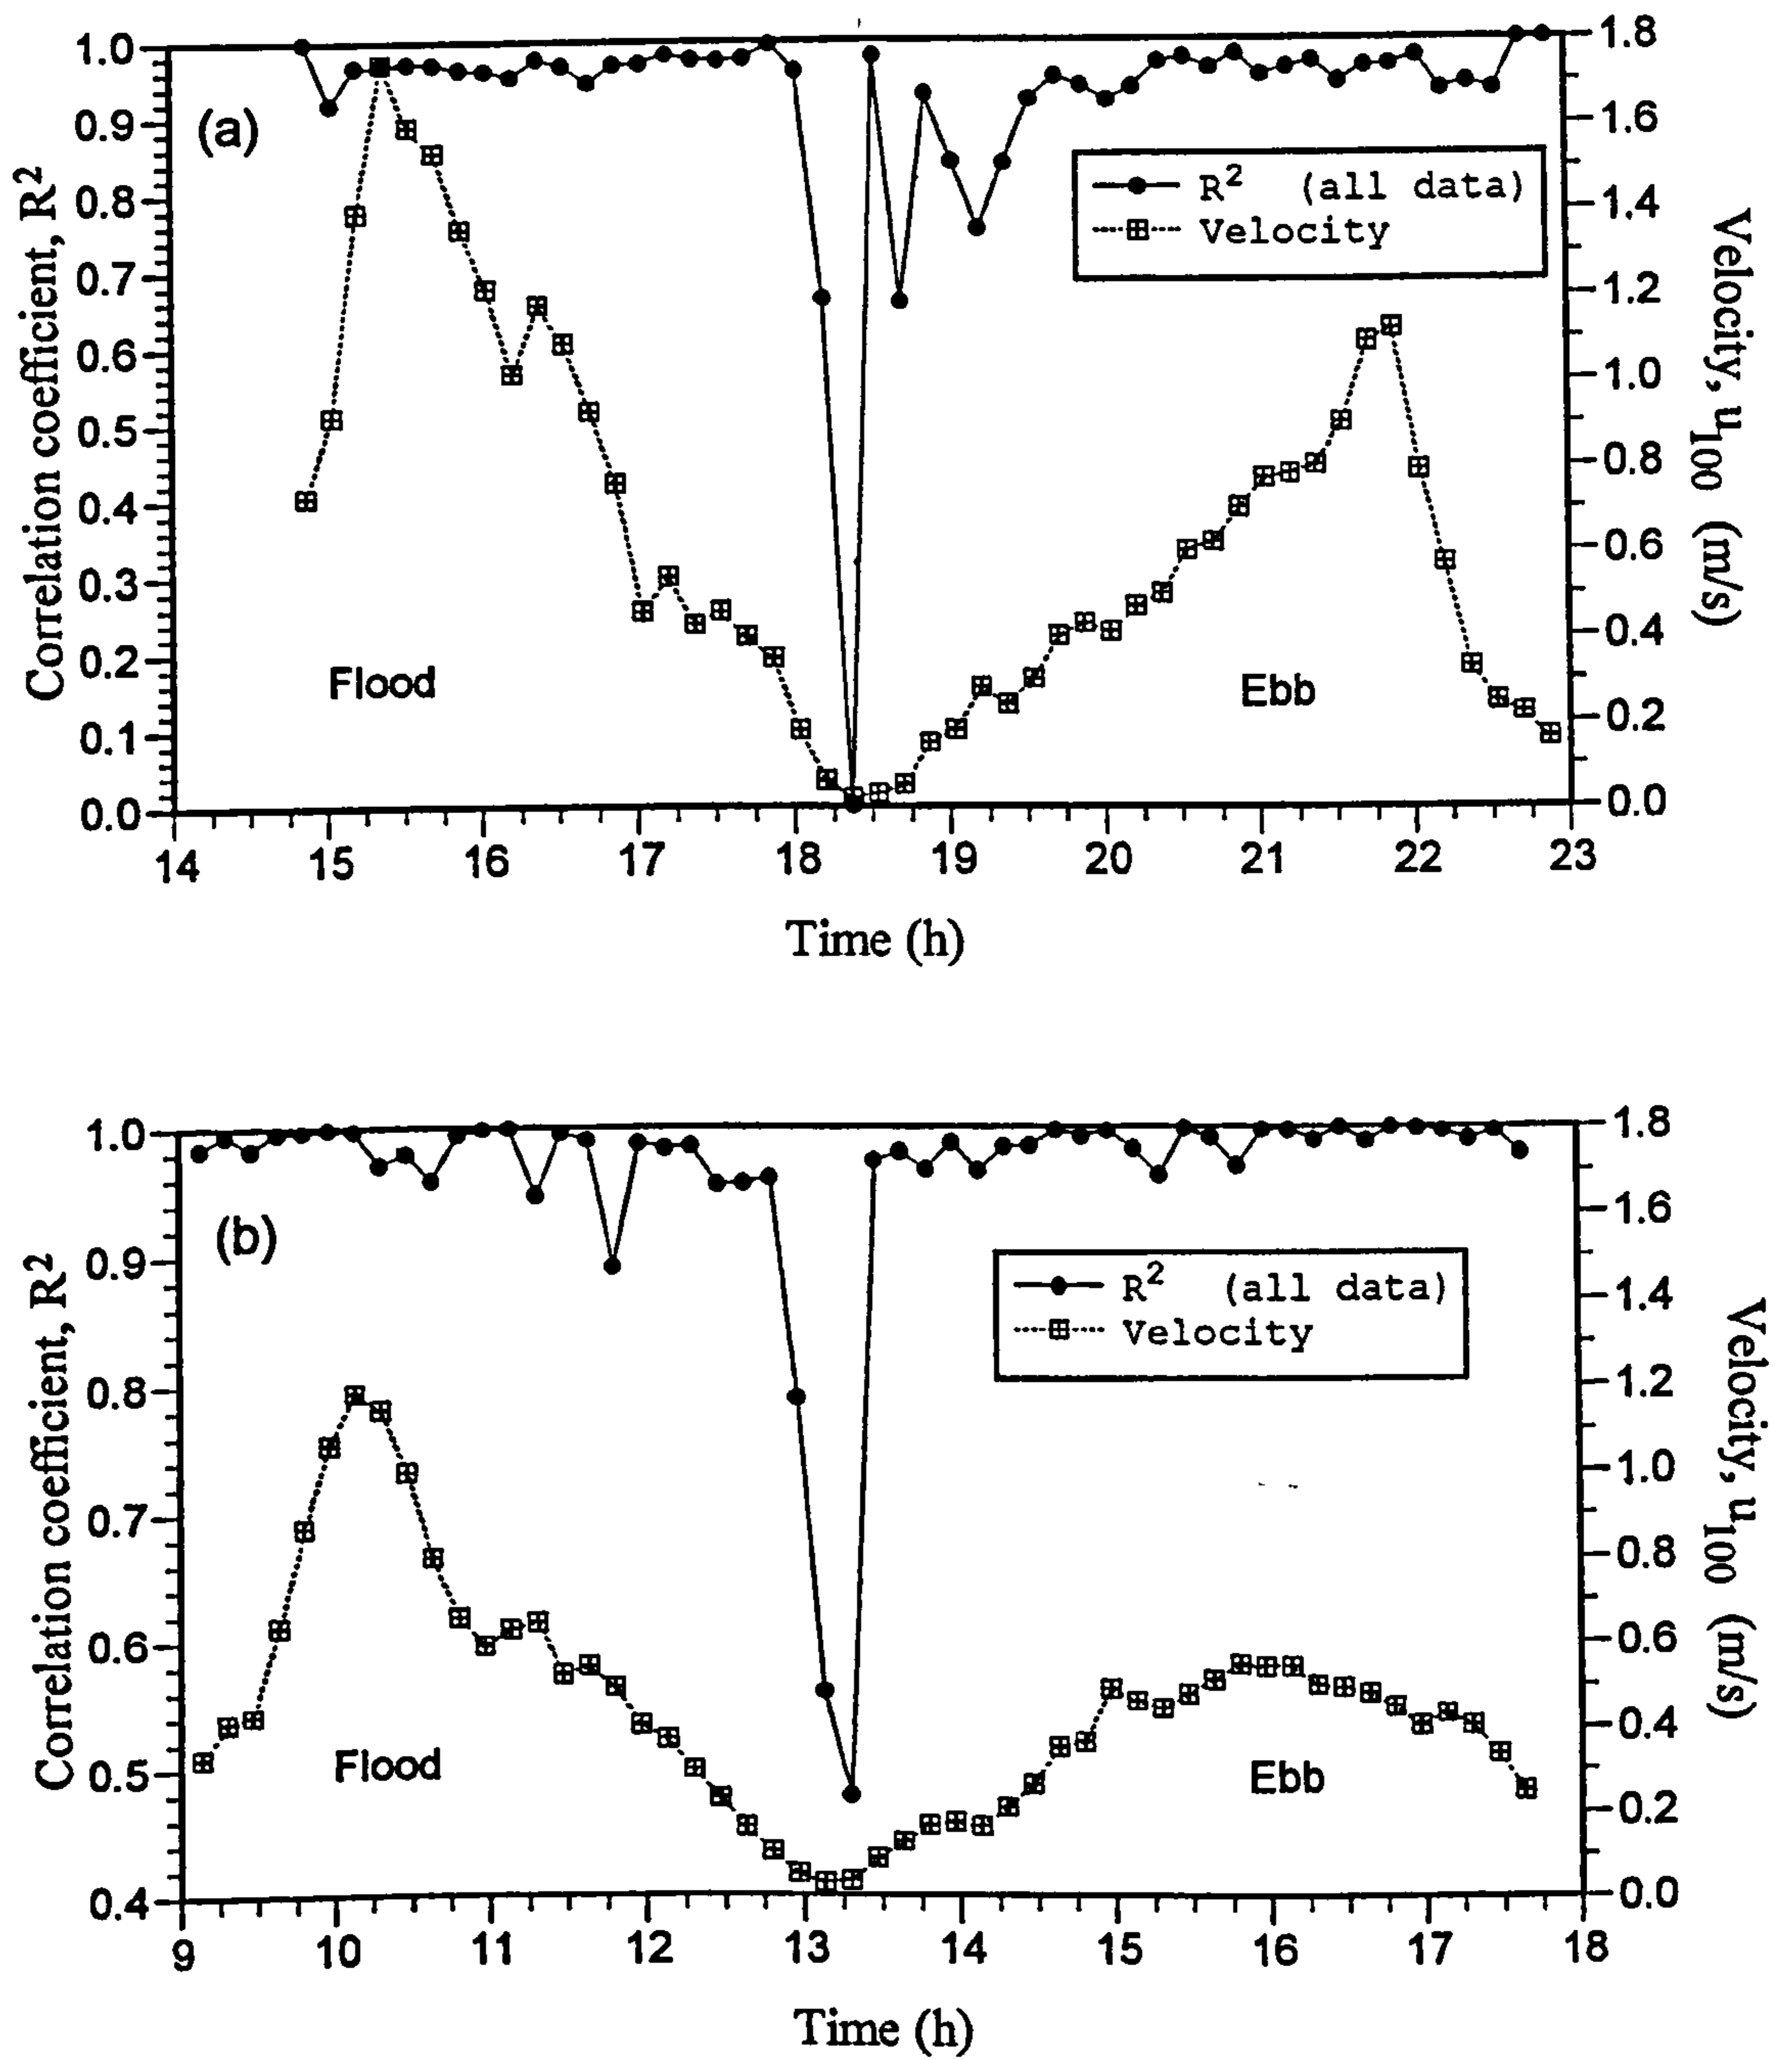 1.0
0.9
0.8
0.7
0.6
0.5
0.4
0.3
0.2
0.1
0.0
Correlation coefficient, R²
(a)
R² (all data)
Velocity
Flood
Ebb
1.8
1.6
1.4
1.2
1.0
0.8
0.6
0.4
0.2
0.0
Velocity, u₁₀₀ (m/s)
14 15 16 17 18 19 20 21 22 23
Time (h)
1.0
0.9
0.8
0.7
0.6
0.5
0.4
Correlation coefficient, R²
(b)
R² (all data)
Velocity
Flood
Ebb
1.8
1.6
1.4
1.2
1.0
0.8
0.6
0.4
0.2
0.0
Velocity, u₁₀₀ (m/s)
9 10 11 12 13 14 15 16 17 18
Time (h)